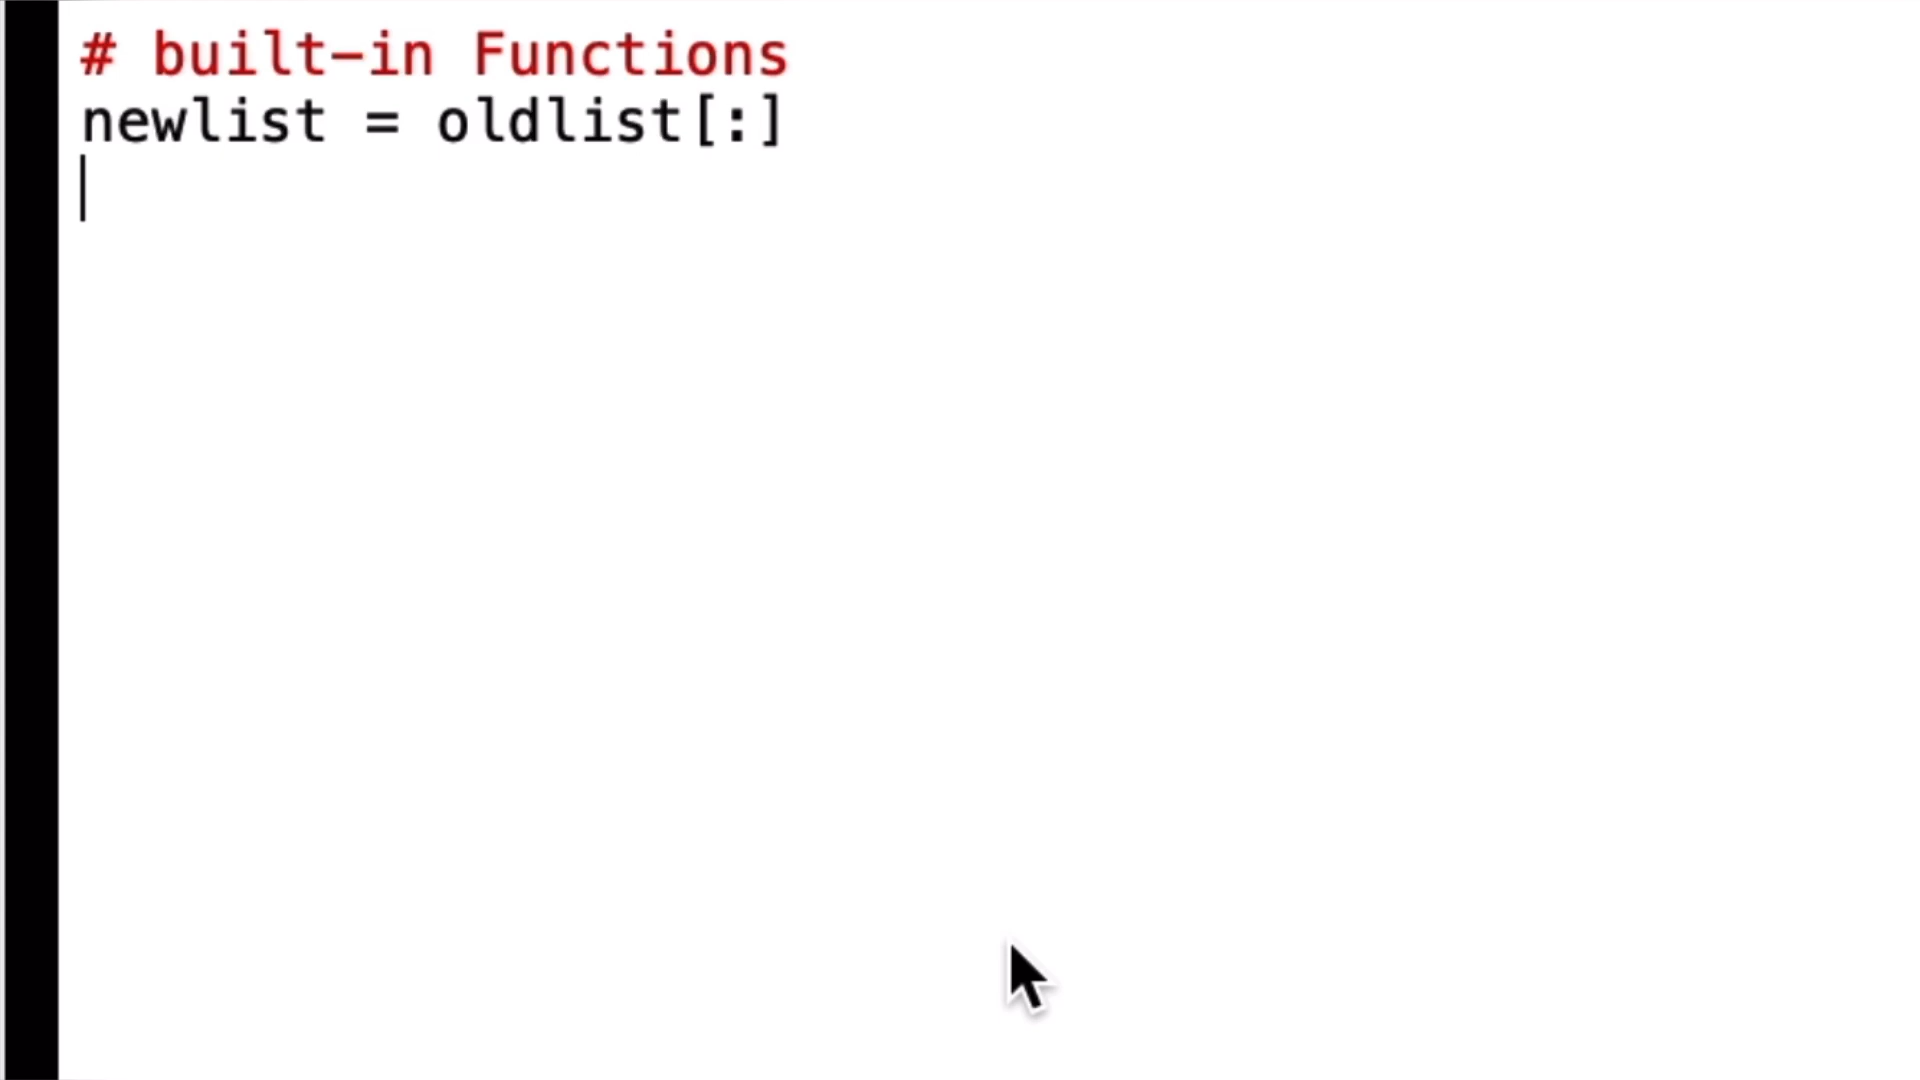 # built-in Functions
newlist = oldlist[:]